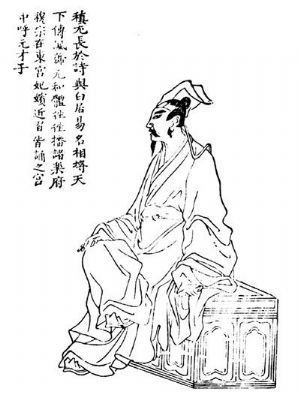 稹尤長於詩與白居易名相埒天
下傳諷號元和體往往播諸樂府
穆宗在東宮妃嬪近習皆誦之宮
中呼元才子